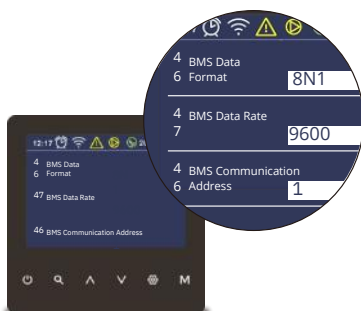 4 BMS Data
6 Format
8N1
4 BMS Data Rate
7
9600
4 BMS Communication
6 Address
1
12:17
4 BMS Data
6 Format
47 BMS Data Rate
46 BMS Communication Address
M